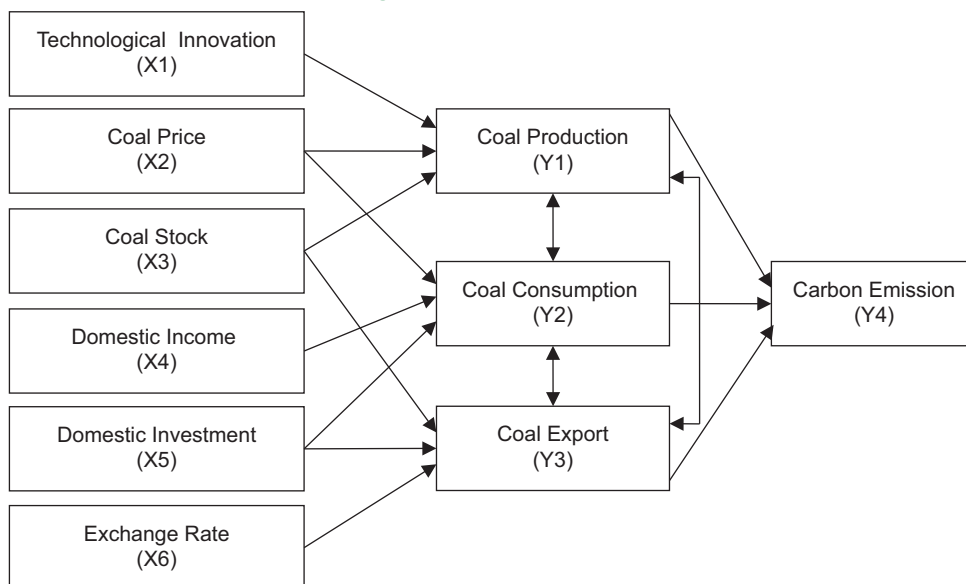 Technological Innovation
(X1)
Coal Price
(X2)
Coal Stock
(X3)
Domestic Income
(X4)
Domestic Investment
(X5)
Exchange Rate
(X6)
Coal Production
(Y1)
Coal Consumption
(Y2)
Coal Export
(Y3)
Carbon Emission
(Y4)